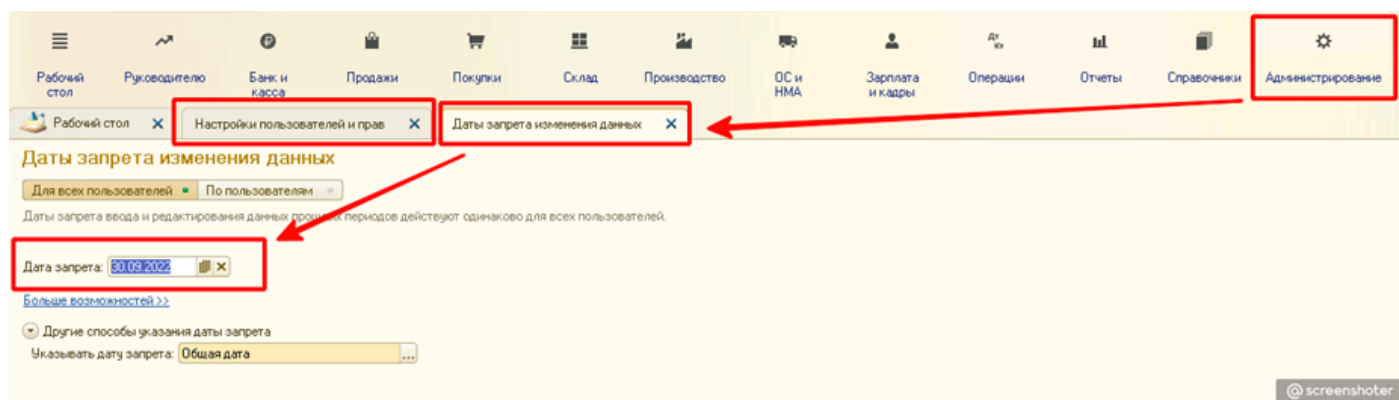 Рабочий стол
Руководителю
Банк и касса
Продажи
Покупки
Склад
Производство
ОС и НМА
Зарплата и кадры
Дт Кт
Операции
Отчеты
Справочники
Администрирование
Рабочий стол
Настройки пользователей и прав
Даты запрета изменения данных
Даты запрета изменения данных
Для всех пользователей
По пользователям
Даты запрета ввода и редактирования данных прошлых периодов действуют одинаково для всех пользователей.
Дата запрета: 30.09.2022
Больше возможностей >>
Другие способы указания даты запрета
Указывать дату запрета: Общая дата ...
@screenshoter